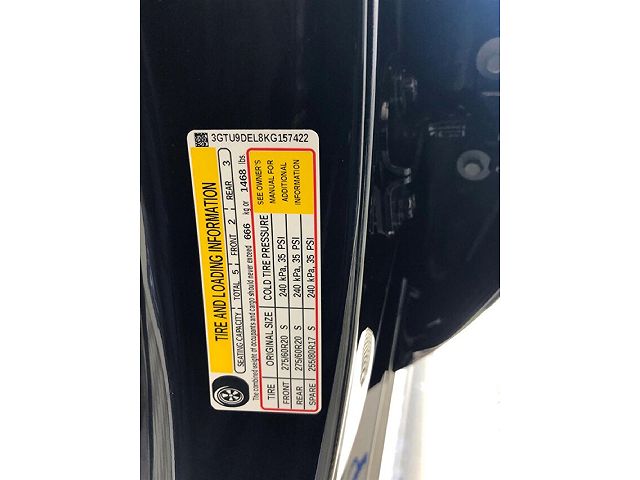 3GTU9DEL8KG157422
TIRE AND LOADING INFORMATION
SEATING CAPACITY TOTAL 5 FRONT 2 REAR 3
The combined weight of occupants and cargo should never exceed 666 kg or 1468 lbs.
TIRE ORIGINAL SIZE COLD TIRE PRESSURE
FRONT 275/60R20 S 240 kPa, 35 PSI
REAR 275/60R20 S 240 kPa, 35 PSI
SPARE 255/80R17 S 240 kPa, 35 PSI
SEE OWNER'S
MANUAL FOR
ADDITIONAL
INFORMATION